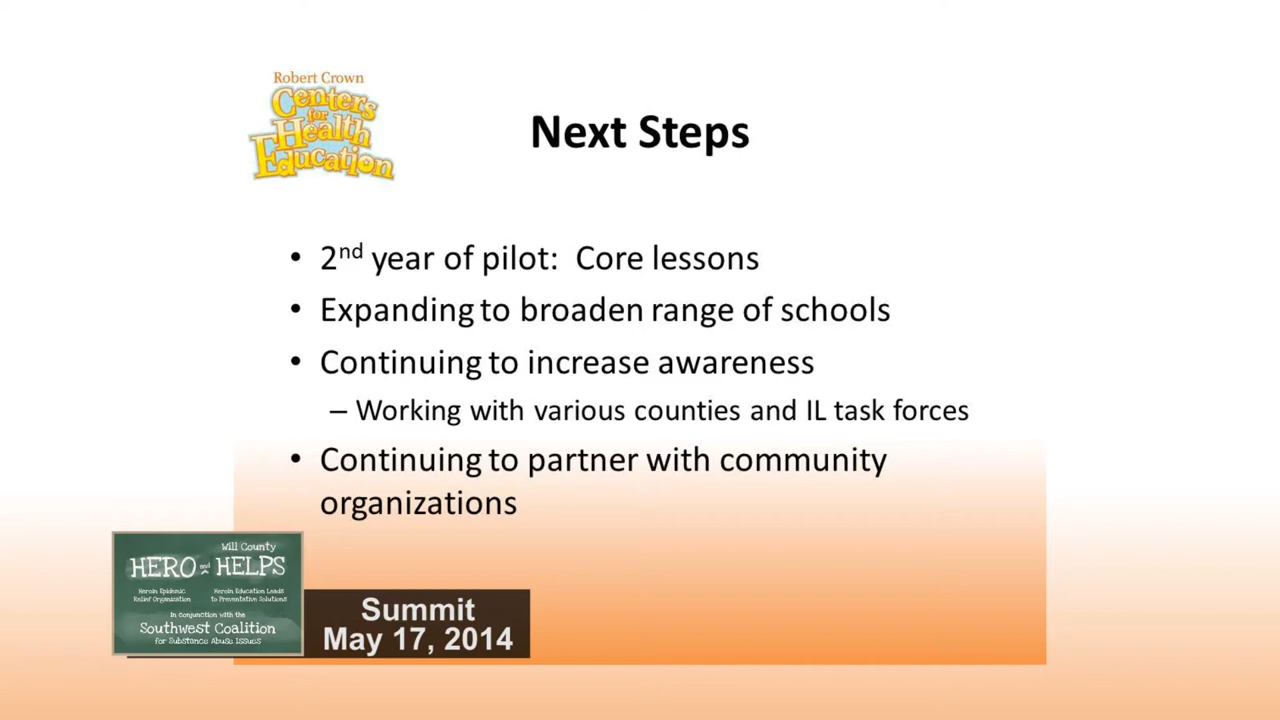 Robert Crown
Centers
for
Health
Education
Next Steps
• 2nd year of pilot: Core lessons
• Expanding to broaden range of schools
• Continuing to increase awareness
– Working with various counties and IL task forces
• Continuing to partner with community
organizations
Will County
HERO and HELPS
Heroin Epidemic Heroin Education Leads
Relief Organization to Preventative Solutions
In conjunction with the
Southwest Coalition
for Substance Abuse Issues
Summit
May 17, 2014